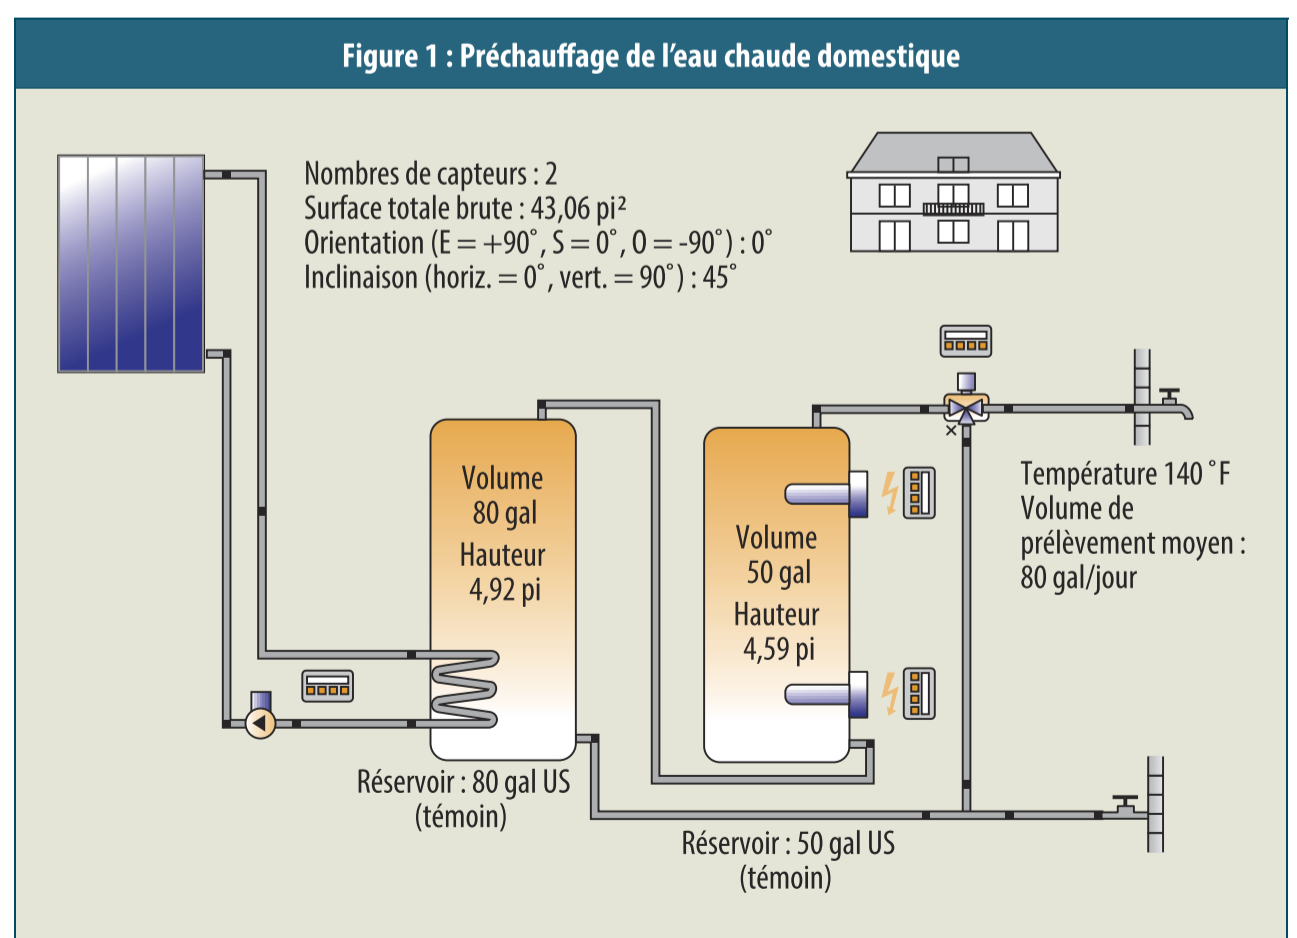 Figure 1 : Préchauffage de l'eau chaude domestique
Nombres de capteurs : 2
Surface totale brute : 43,06 pi²
Orientation (E = +90˚, S = 0˚, O = -90˚) : 0˚
Inclinaison (horiz. = 0˚, vert. = 90˚) : 45˚
Volume
80 gal
Hauteur
4,92 pi
Volume
50 gal
Hauteur
4,59 pi
Température 140 ˚F
Volume de
prélèvement moyen :
80 gal/jour
Réservoir : 80 gal US
(témoin)
Réservoir : 50 gal US
(témoin)